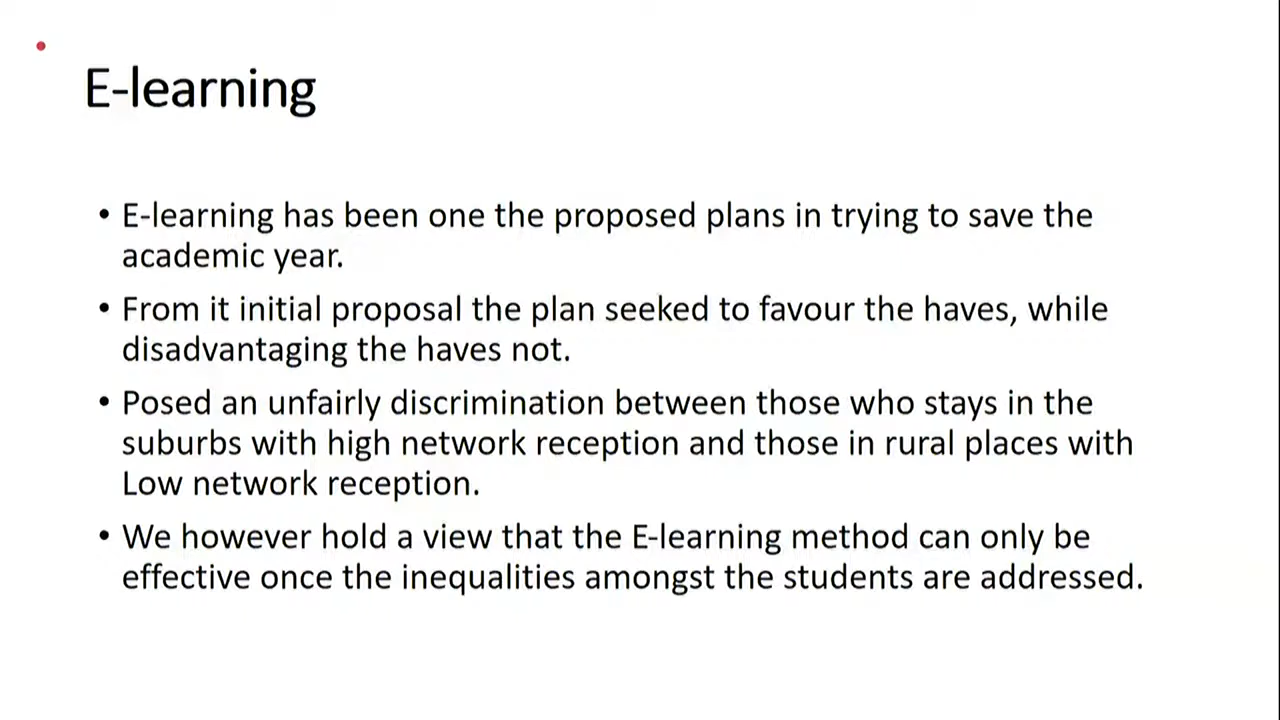 E-learning
• E-learning has been one the proposed plans in trying to save the
academic year.
• From it initial proposal the plan seeked to favour the haves, while
disadvantaging the haves not.
• Posed an unfairly discrimination between those who stays in the
suburbs with high network reception and those in rural places with
Low network reception.
• We however hold a view that the E-learning method can only be
effective once the inequalities amongst the students are addressed.